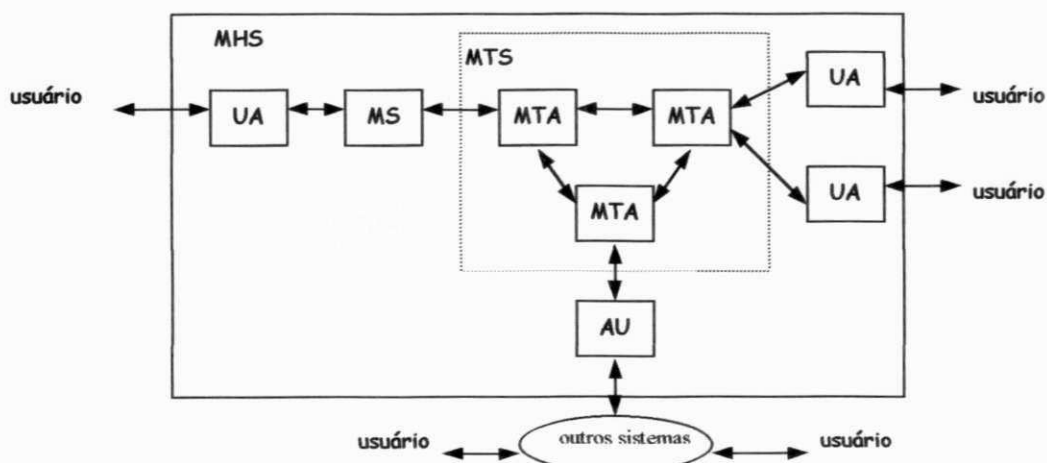 MHS
MTS
usuário
UA
MS
MTA
MTA
UA
usuário
UA
usuário
MTA
AU
usuário
outros sistemas
usuário